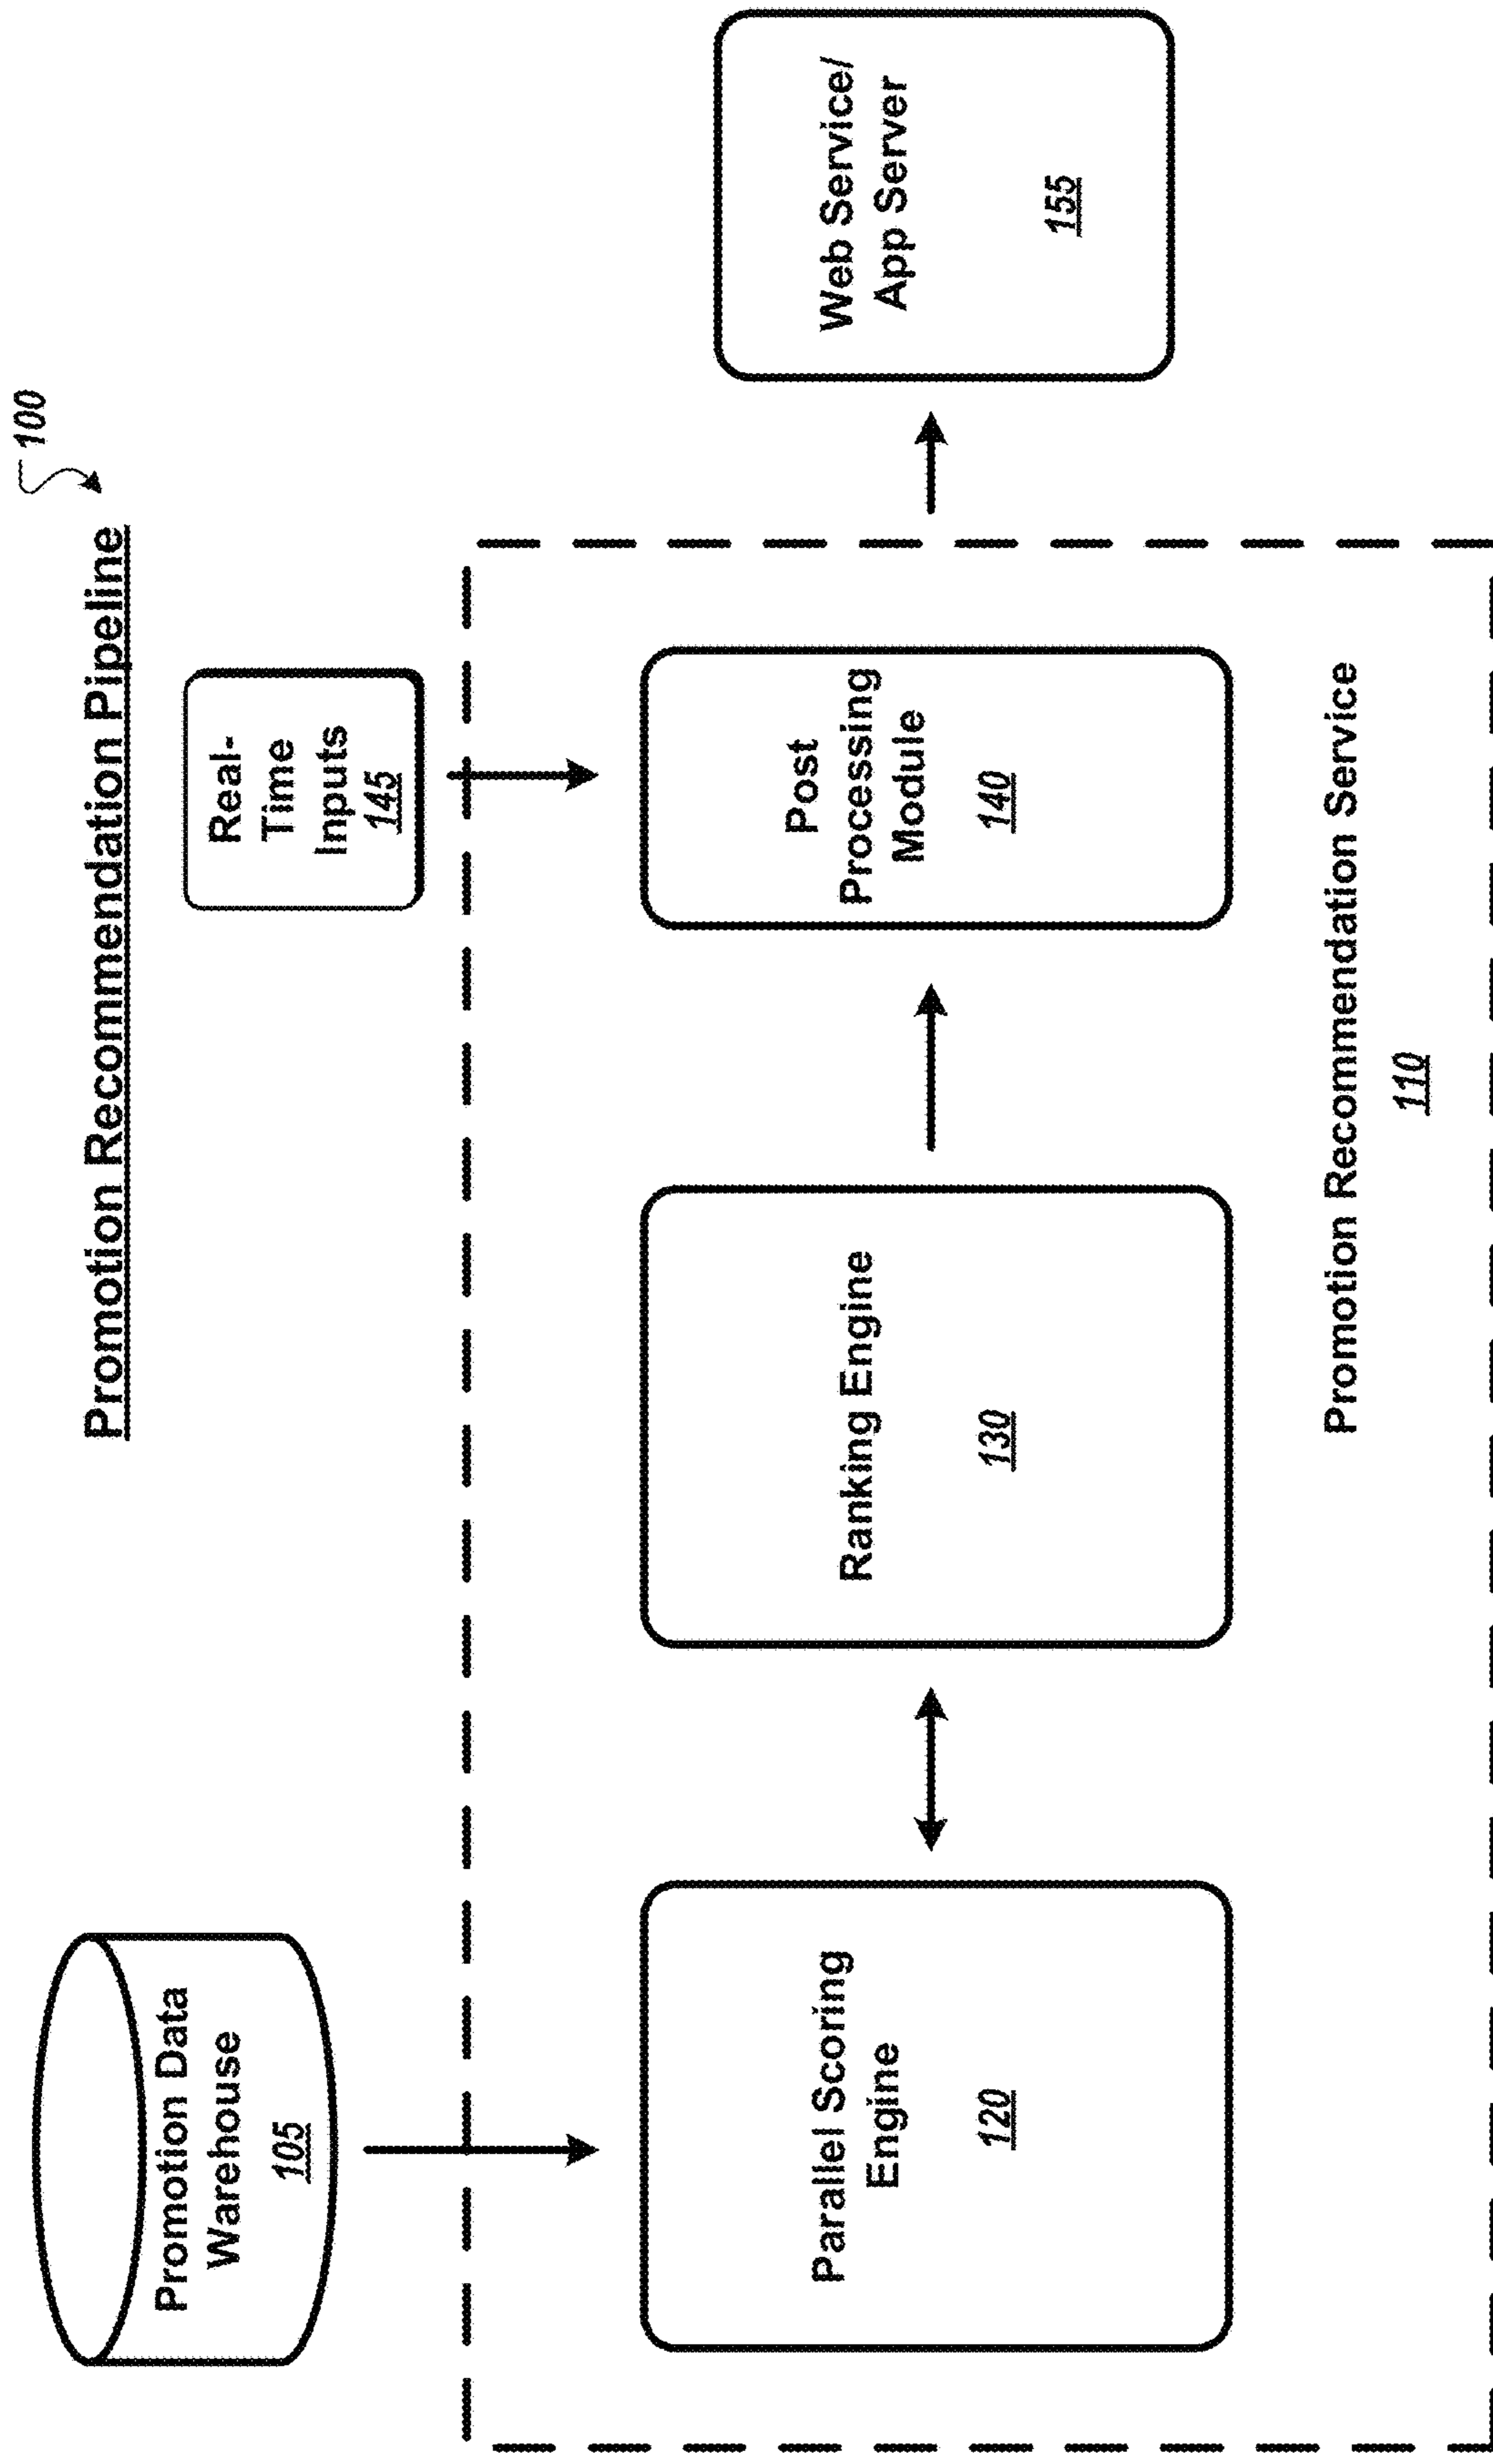 100
Promotion Recommendation Pipeline
Promotion Data
Warehouse
105
Real-
Time
Inputs
145
Parallel Scoring
Engine
120
Ranking Engine
130
Post
Processing
Module
140
Web Service/
App Server
155
Promotion Recommendation Service
110